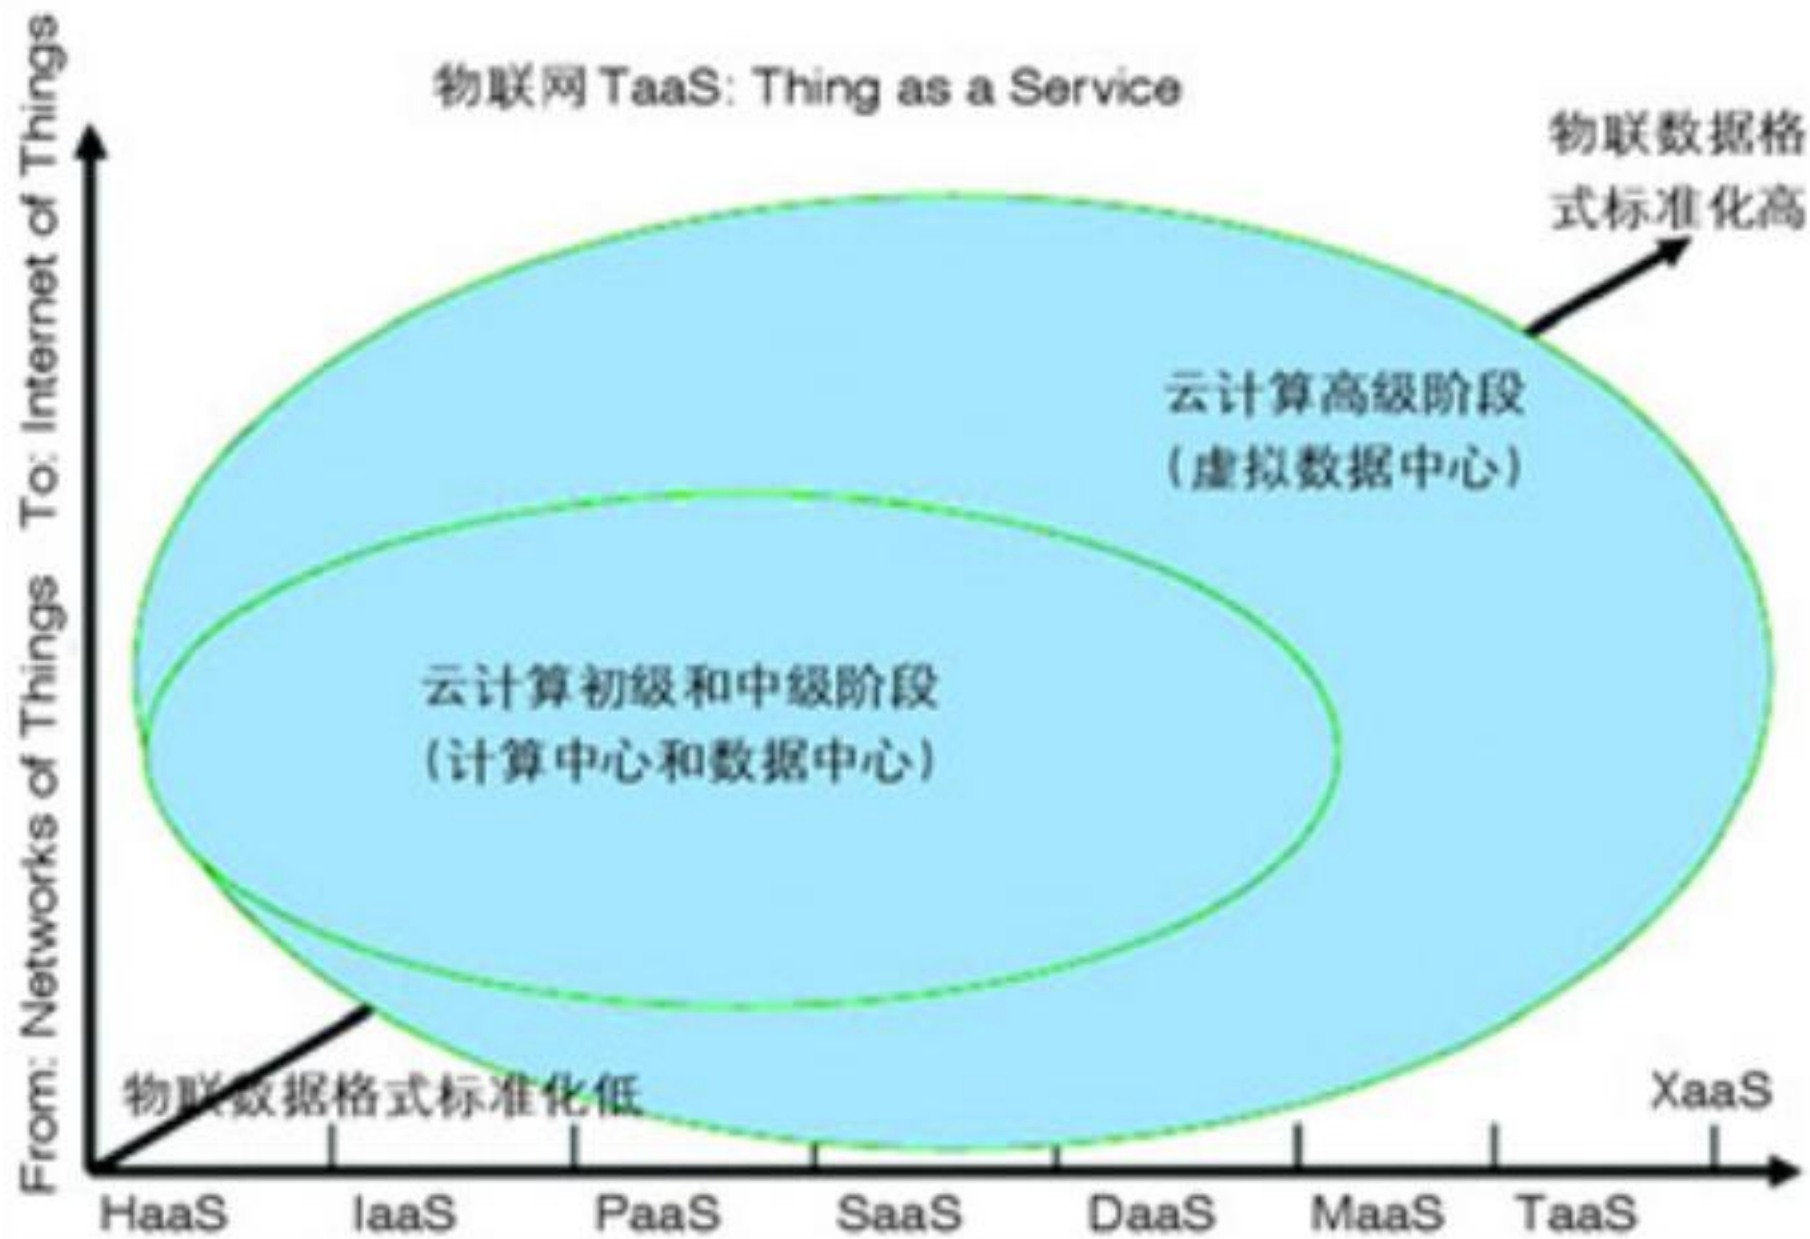 物联网 TaaS: Thing as a Service
物联数据格
式标准化高
From: Networks of Things To: Internet of Things
云计算高级阶段
(虚拟数据中心)
云计算初级和中级阶段
(计算中心和数据中心)
物联数据格式标准化低
XaaS
HaaS IaaS PaaS SaaS DaaS MaaS TaaS